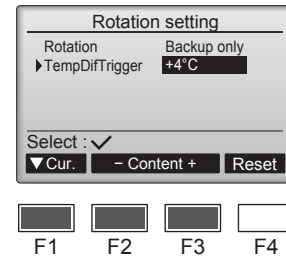 Rotation setting
Rotation Backup only
▶TempDifTrigger +4°C
Select : ✓
▼Cur. − Content + Reset
F1 F2 F3 F4